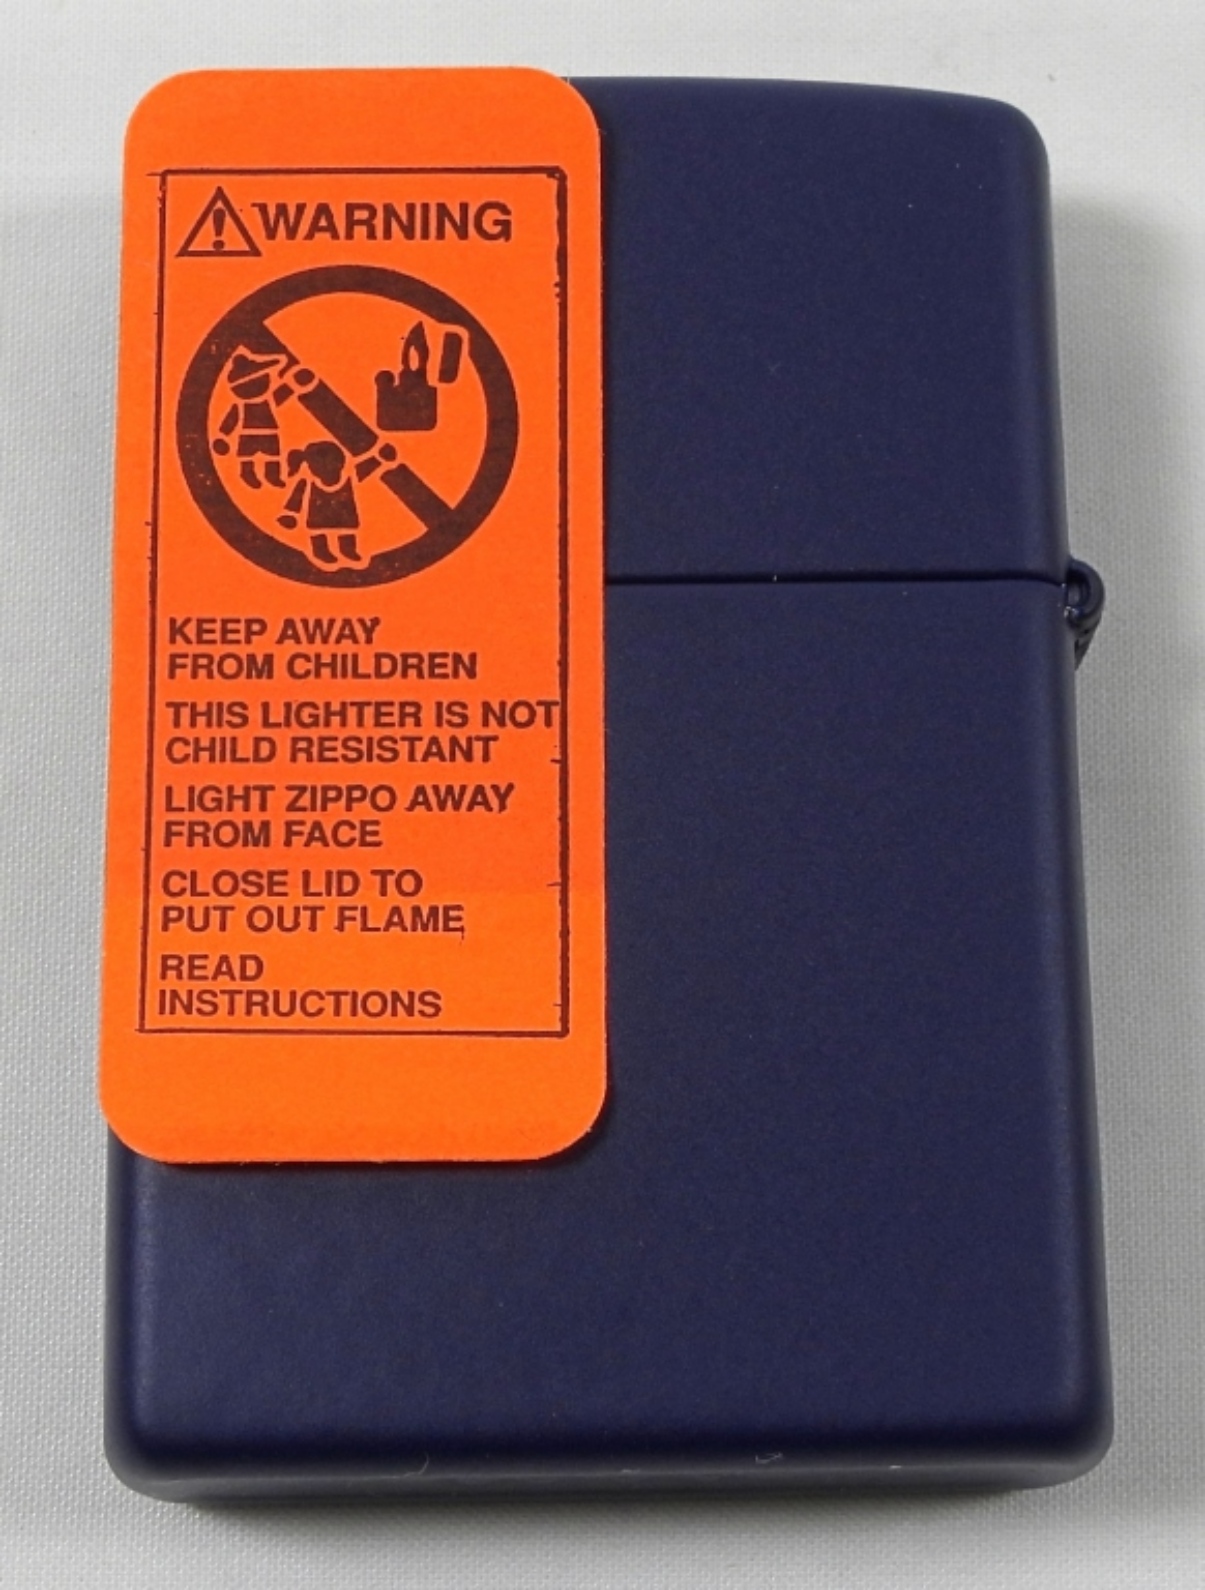 WARNING
KEEP AWAY
FROM CHILDREN
THIS LIGHTER IS NOT
CHILD RESISTANT
LIGHT ZIPPO AWAY
FROM FACE
CLOSE LID TO
PUT OUT FLAME
READ
INSTRUCTIONS